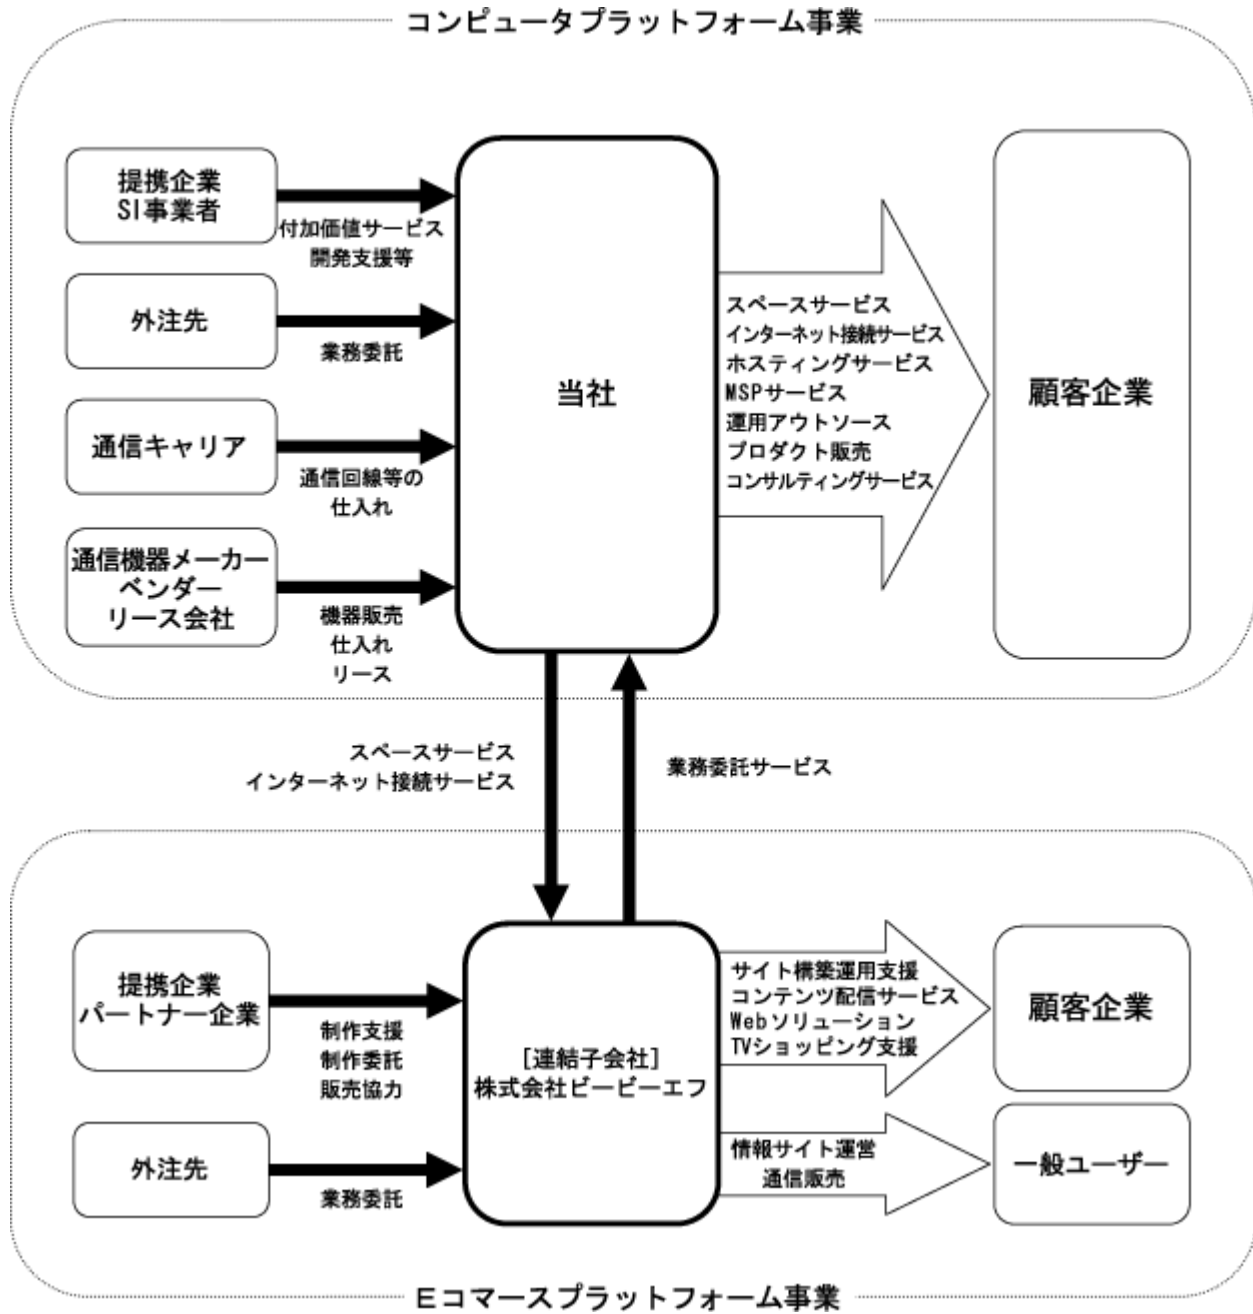 コンピュータプラットフォーム事業
提携企業
SI事業者
付加価値サービス
開発支援等
外注先
業務委託
通信キャリア
通信回線等の
仕入れ
通信機器メーカー
ベンダー
リース会社
機器販売
仕入れ
リース
当社
スペースサービス
インターネット接続サービス
ホスティングサービス
MSPサービス
運用アウトソース
プロダクト販売
コンサルティングサービス
顧客企業
スペースサービス
インターネット接続サービス
業務委託サービス
提携企業
パートナー企業
制作支援
制作委託
販売協力
外注先
業務委託
[連結子会社]
株式会社ビービーエフ
サイト構築運用支援
コンテンツ配信サービス
Webソリューション
TVショッピング支援
顧客企業
情報サイト運営
通信販売
一般ユーザー
Eコマースプラットフォーム事業